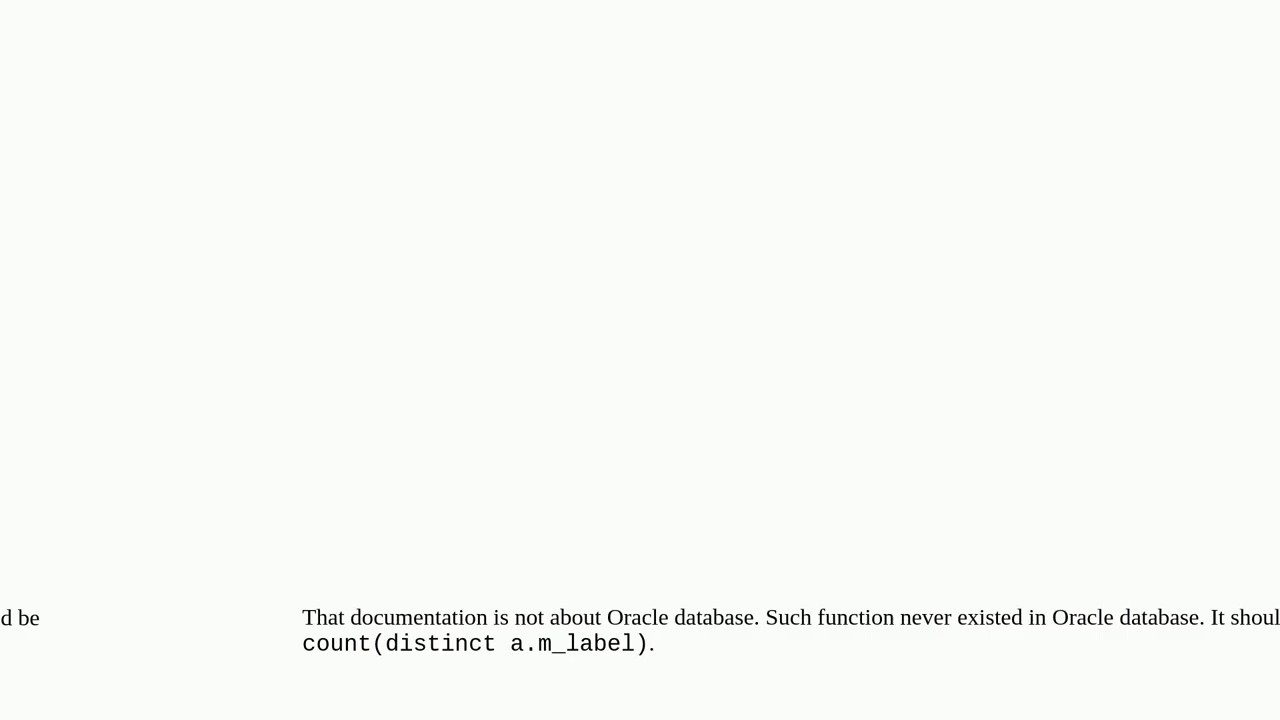 d be
That documentation is not about Oracle database. Such function never existed in Oracle database. It shoul
count(distinct a.m_label).